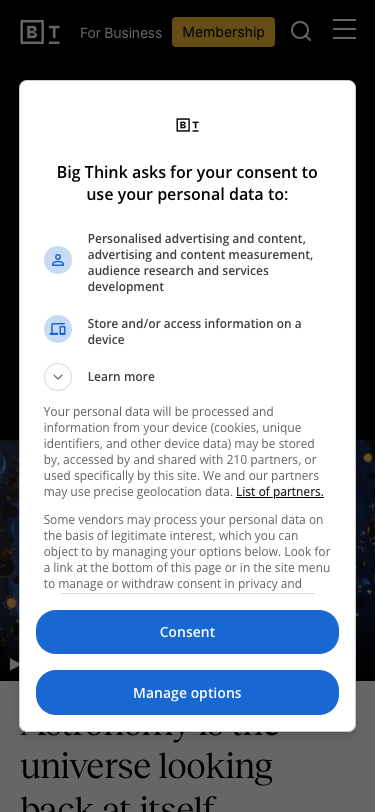 BT For Business Membership
BT
Big Think asks for your consent to
use your personal data to:
Personalised advertising and content,
advertising and content measurement,
audience research and services
development
Store and/or access information on a
device
Learn more
Your personal data will be processed and
information from your device (cookies, unique
identifiers, and other device data) may be stored
by, accessed by and shared with 210 partners, or
used specifically by this site. We and our partners
may use precise geolocation data. List of partners.
Some vendors may process your personal data on
the basis of legitimate interest, which you can
object to by managing your options below. Look for
a link at the bottom of this page or in the site menu
to manage or withdraw consent in privacy and
Consent
Manage options
Astronomy is the
universe looking
back at itself